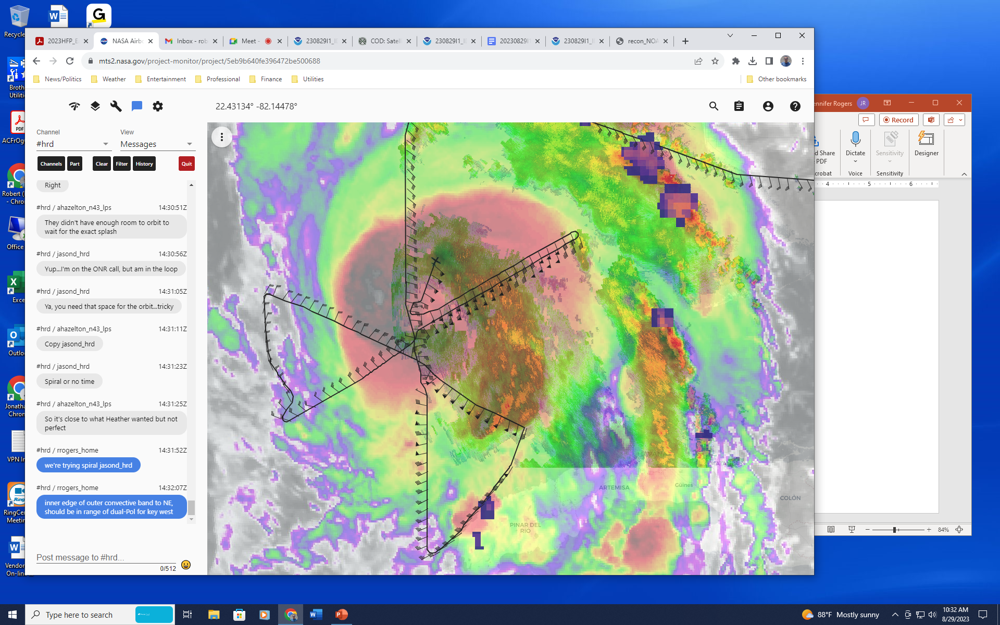 Recycle
G
Broth
Utiliti
PDF
ACFrOg
Robert (
- Chro
Office
Exce
Outlo
Jonatha
Chron
VPN In
RingCen
Meetin
Vendor
On-lin...
2023HFP_E
NASA Airb
Inbox - rob
Meet -
230829I1_II
COD: Satell
230829I1_II
20230829I1
230829I1_II
recon_NOA
mts2.nasa.gov/project-monitor/project/5eb9b640fe396472be500688
News/Politics
Weather
Entertainment
Professional
Finance
Utilities
Other bookmarks
22.43134° -82.14478°
Channel
View
#hrd
Messages
Channels
Part
Clear
Filter
History
Quit
Right
#hrd / ahazelton_n43_lps 14:30:51Z
They didn't have enough room to orbit to
wait for the exact splash
#hrd / jasond_hrd 14:30:56Z
Yup...I'm on the ONR call, but am in the loop
#hrd / jasond_hrd 14:31:05Z
Ya, you need that space for the orbit...tricky
#hrd / ahazelton_n43_lps 14:31:11Z
Copy jasond_hrd
#hrd / jasond_hrd 14:31:23Z
Spiral or no time
#hrd / ahazelton_n43_lps 14:31:25Z
So it's close to what Heather wanted but not
perfect
#hrd / rrogers_home 14:31:52Z
we're trying spiral jasond_hrd
#hrd / rrogers_home 14:32:07Z
inner edge of outer convective band to NE,
should be in range of dual-Pol for key west
Post message to #hrd...
0/512
ARTEMISA
Güines
COLÓN
PINAR DEL
RIO
ennifer Rogers
JR
Record
d Share
PDF
Dictate
Sensitivity
Designer
crobat
Voice
Sensitivity
4 5 6
84%
Type here to search
88°F Mostly sunny
10:32 AM
8/29/2023